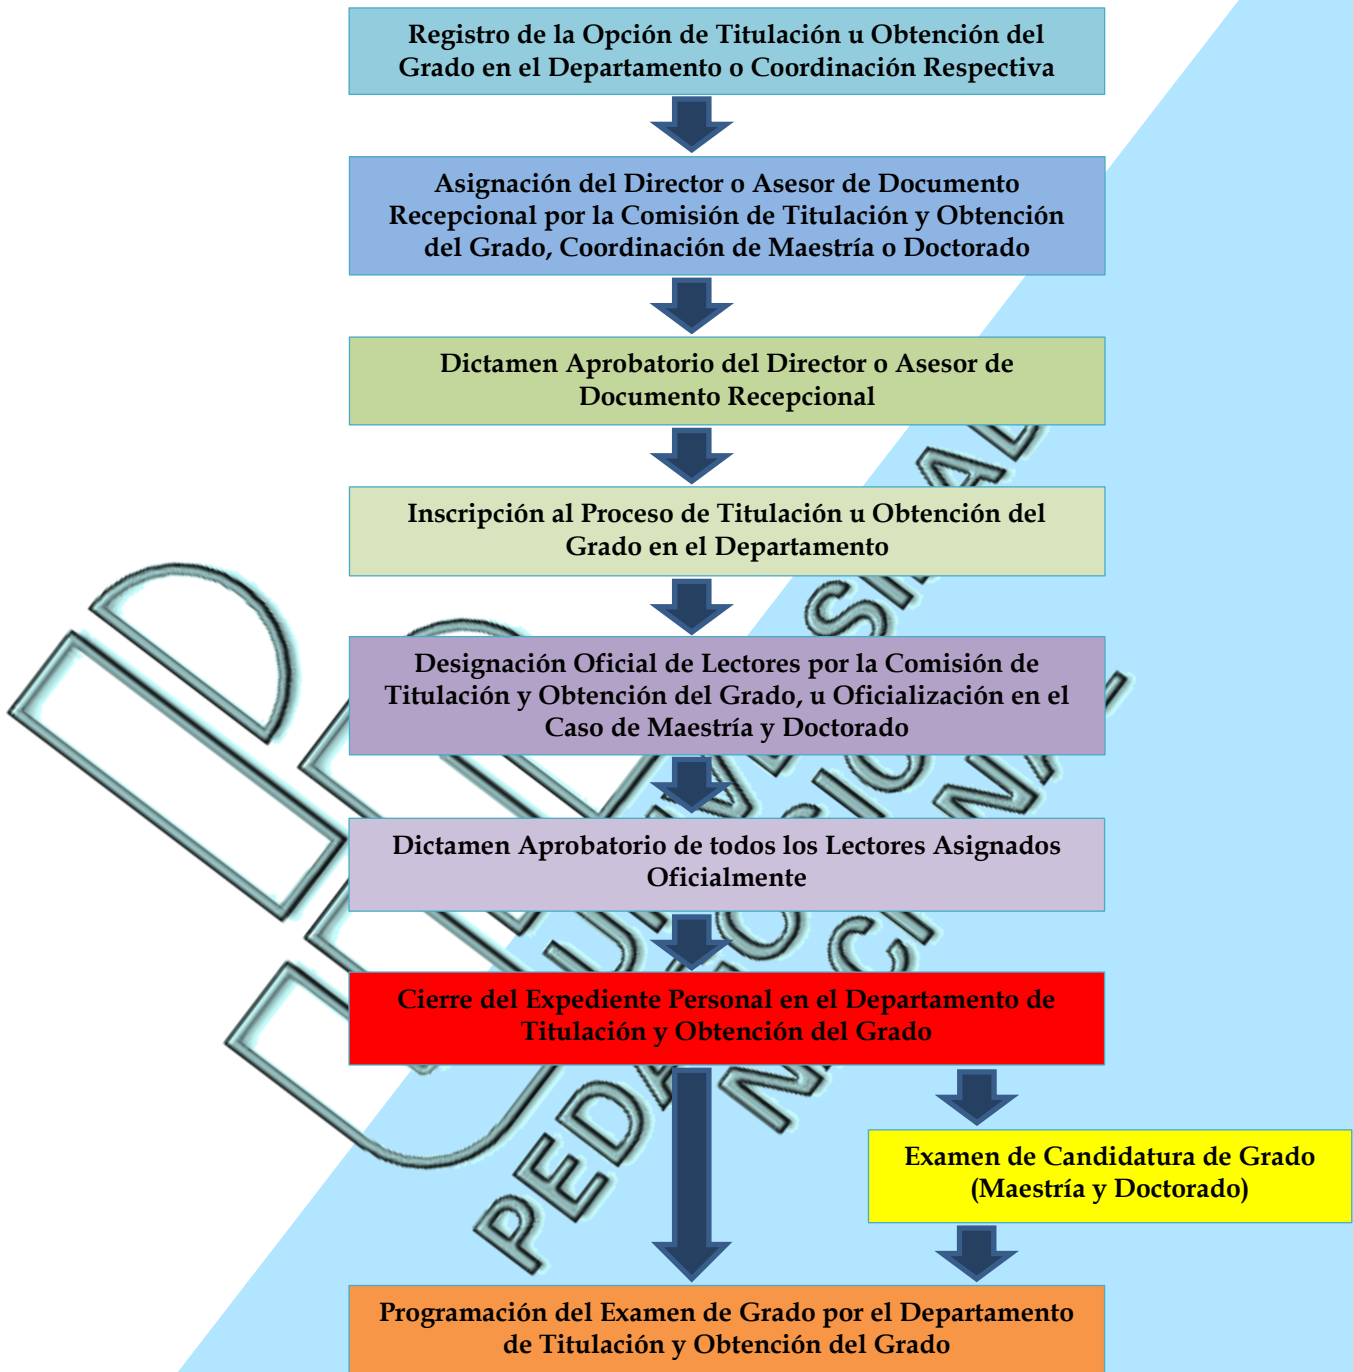 Registro de la Opción de Titulación u Obtención del
Grado en el Departamento o Coordinación Respectiva
Asignación del Director o Asesor de Documento
Recepcional por la Comisión de Titulación y Obtención
del Grado, Coordinación de Maestría o Doctorado
Dictamen Aprobatorio del Director o Asesor de
Documento Recepcional
Inscripción al Proceso de Titulación u Obtención del
Grado en el Departamento
Designación Oficial de Lectores por la Comisión de
Titulación y Obtención del Grado, u Oficialización en el
Caso de Maestría y Doctorado
Dictamen Aprobatorio de todos los Lectores Asignados
Oficialmente
Cierre del Expediente Personal en el Departamento de
Titulación y Obtención del Grado
Examen de Candidatura de Grado
(Maestría y Doctorado)
Programación del Examen de Grado por el Departamento
de Titulación y Obtención del Grado